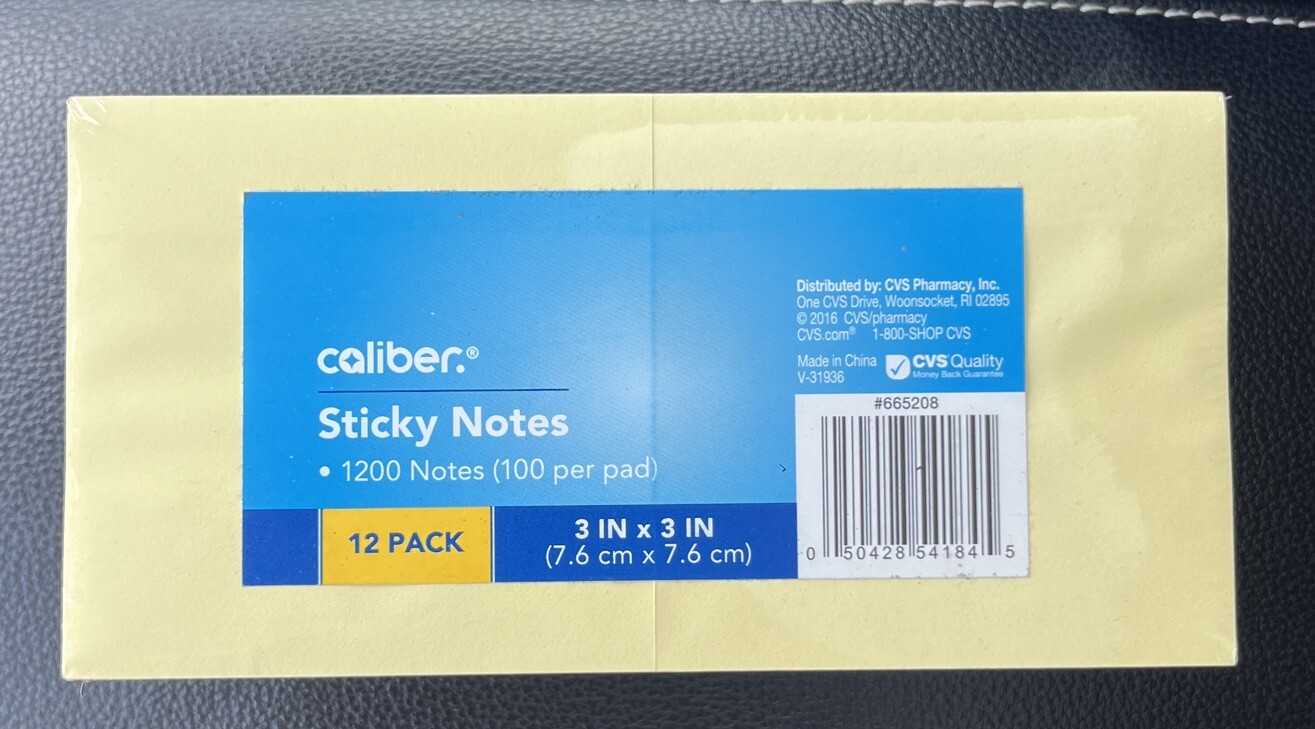 caliber.®
Sticky Notes
• 1200 Notes (100 per pad)
12 PACK
3 IN x 3 IN
(7.6 cm x 7.6 cm)
Distributed by: CVS Pharmacy, Inc.
One CVS Drive, Woonsocket, RI 02895
© 2016 CVS/pharmacy
CVS.com® 1-800-SHOP CVS
Made in China
V-31936
CVS Quality
Money Back Guarantee
#665208
0 50428 54184 5